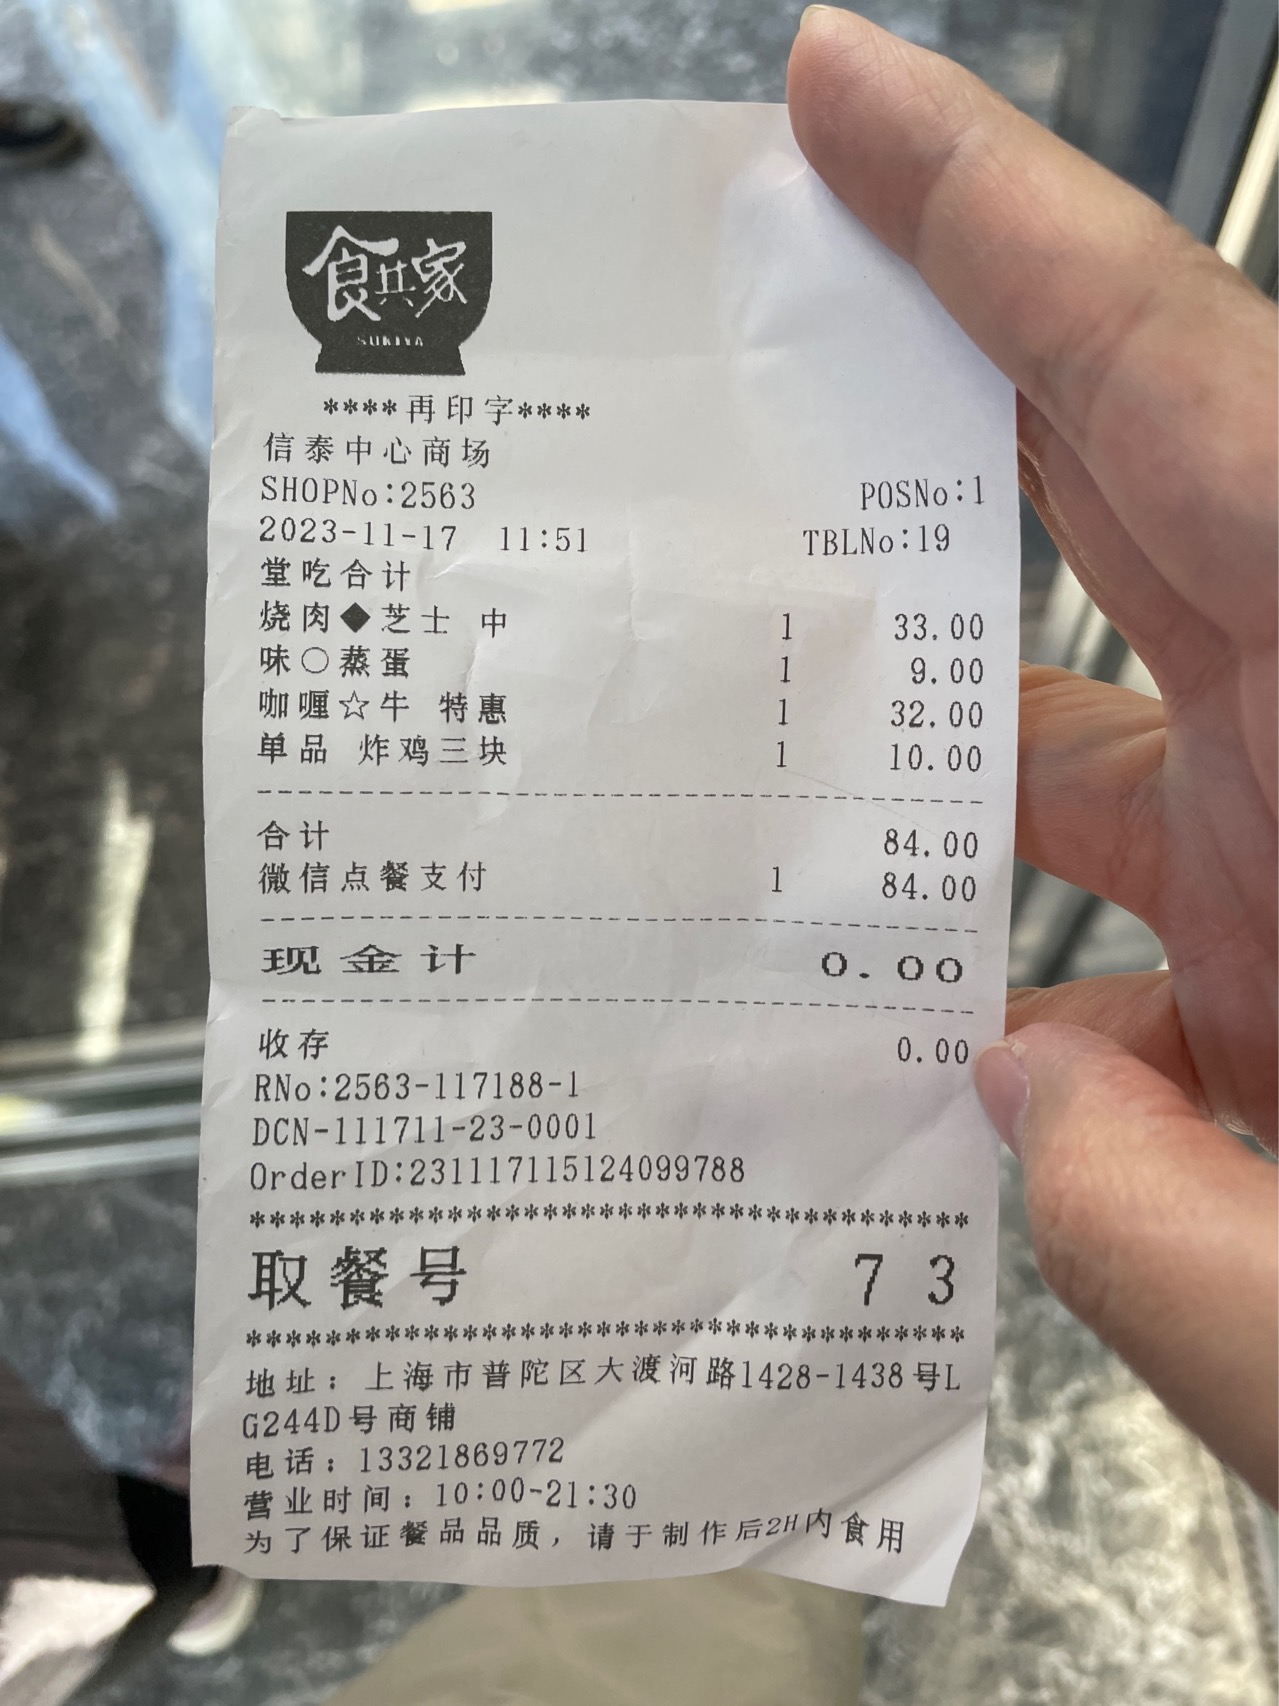 食其家
SUKIYA
****再印字****
信泰中心商场
SHOPNo:2563 POSNo:1
2023-11-17 11:51 TBLNo:19
堂吃合计
烧肉◆芝士 中 1 33.00
味○蒸蛋 1 9.00
咖喱☆牛 特惠 1 32.00
单品 炸鸡三块 1 10.00
合计 84.00
微信点餐支付 1 84.00
现金计 0.00
收存 0.00
RNo:2563-117188-1
DCN-111711-23-0001
OrderID:231117115124099788
************************************
取餐号 73
************************************
地址：上海市普陀区大渡河路1428-1438号L
G244D号商铺
电话：13321869772
营业时间：10:00-21:30
为了保证餐品品质，请于制作后2H内食用